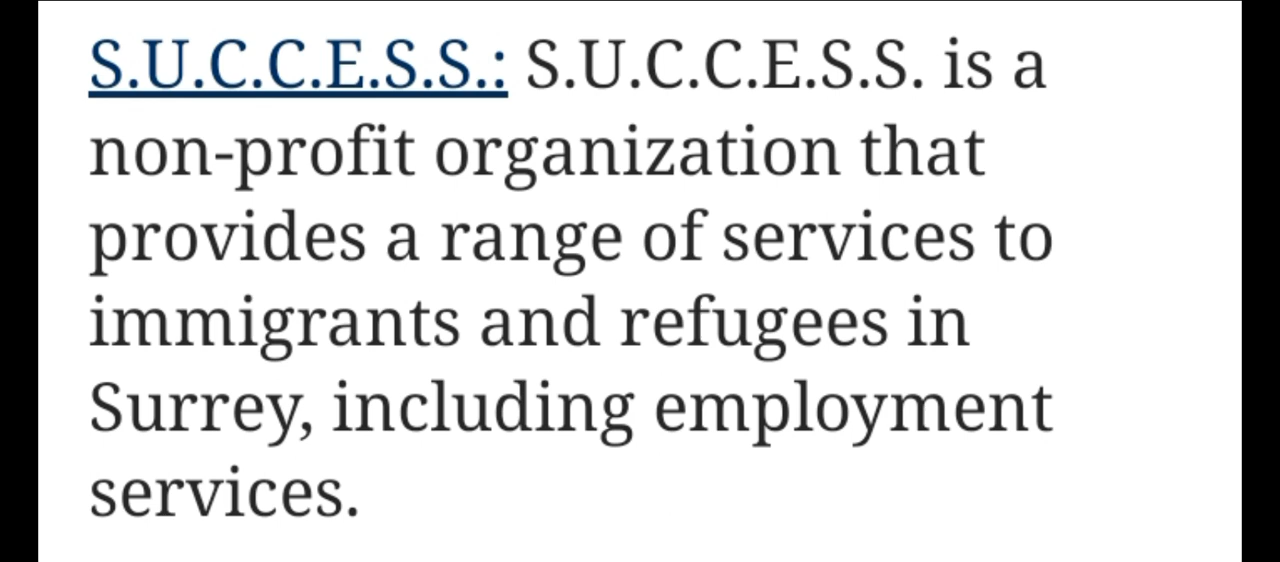 S.U.C.C.E.S.S.: S.U.C.C.E.S.S. is a
non-profit organization that
provides a range of services to
immigrants and refugees in
Surrey, including employment
services.